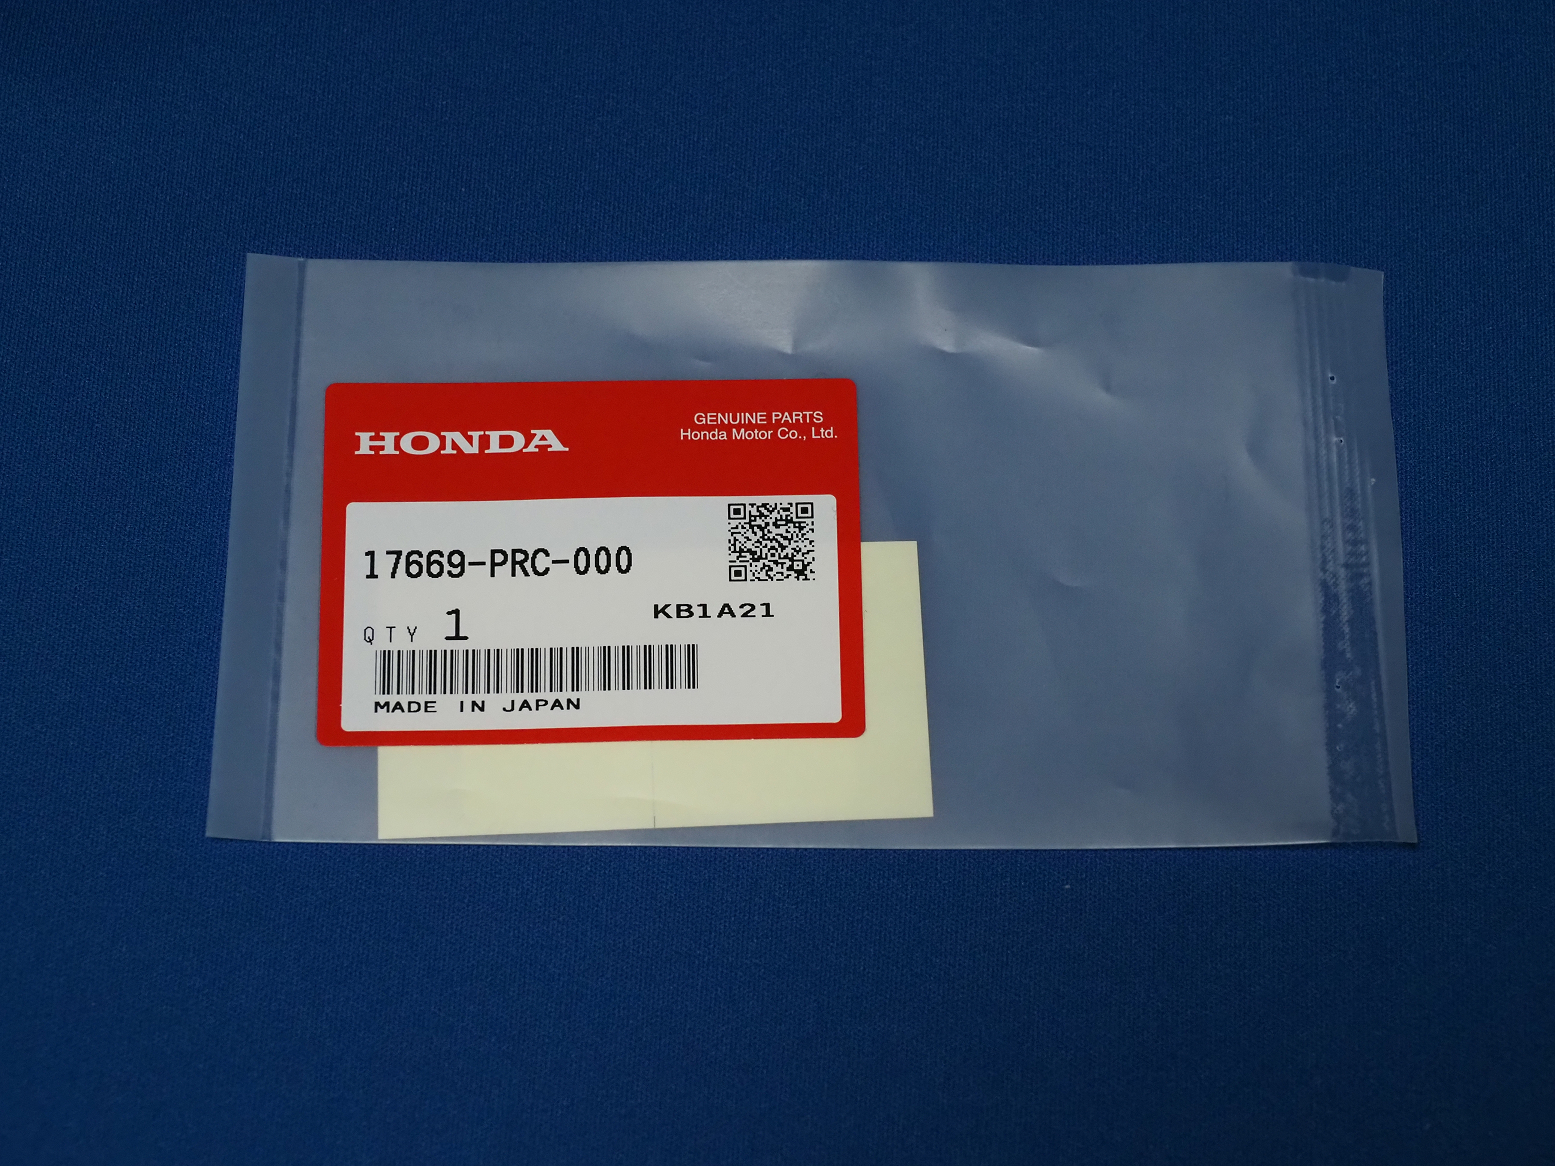 HONDA
GENUINE PARTS
Honda Motor Co., Ltd.
17669-PRC-000
QTY 1
KB1A21
MADE IN JAPAN